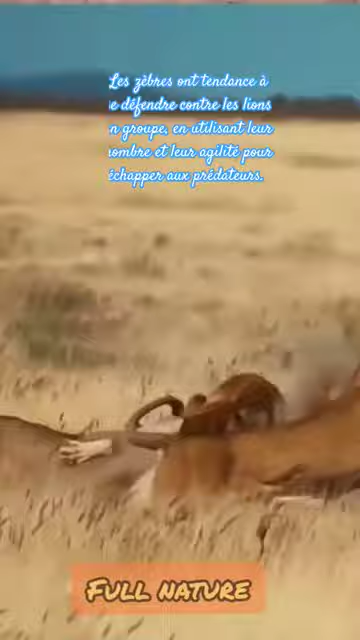 Les zèbres ont tendance à
e défendre contre les lions
n groupe, en utilisant leur
ombre et leur agilité pour
échapper aux prédateurs.
FULL NATURE